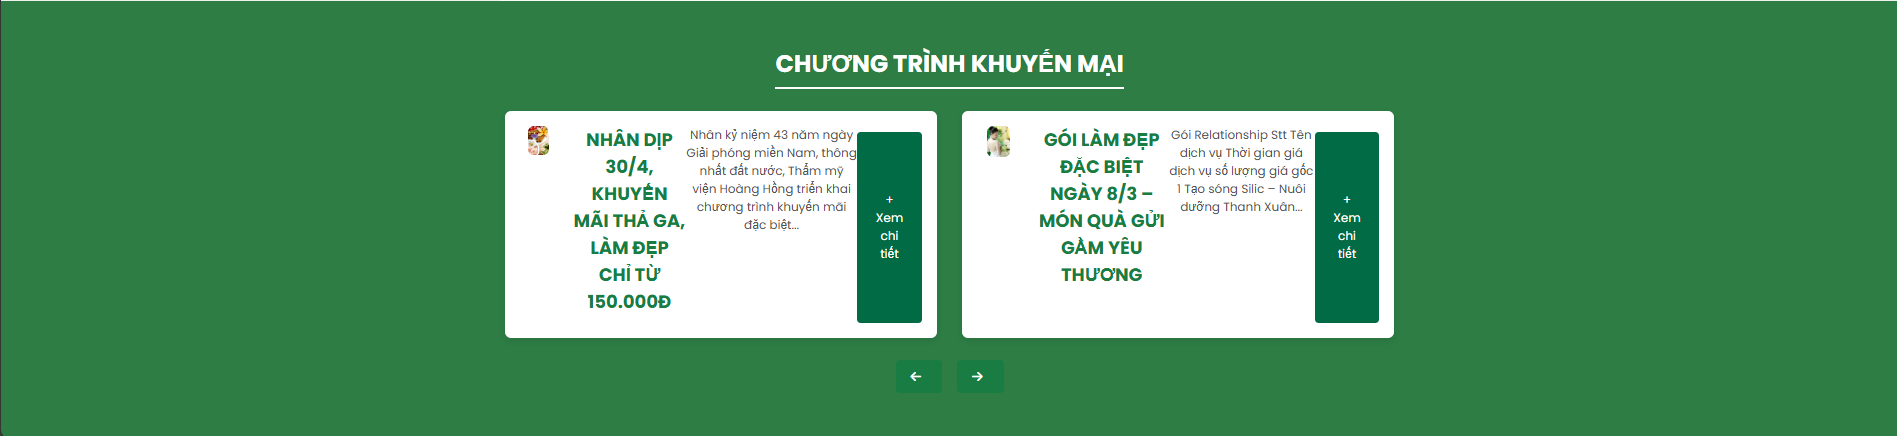 CHƯƠNG TRÌNH KHUYẾN MẠI
NHÂN DỊP
30/4,
KHUYẾN
MÃI THẢ GA,
LÀM ĐẸP
CHỈ TỪ
150.000Đ
Nhân kỷ niệm 43 năm ngày
Giải phóng miền Nam, thông
nhất đất nước, Thẩm mỹ
viện Hoàng Hồng triển khai
chương trình khuyến mãi
đặc biệt...
+
Xem
chi
tiết
GÓI LÀM ĐẸP
ĐẶC BIỆT
NGÀY 8/3 –
MÓN QUÀ GỬI
GẮM YÊU
THƯƠNG
Gói Relationship Stt Tên
dịch vụ Thời gian giá
dịch vụ số lượng giá gốc
1 Tạo sóng Silic – Nuôi
dưỡng Thanh Xuân...
+
Xem
chi
tiết